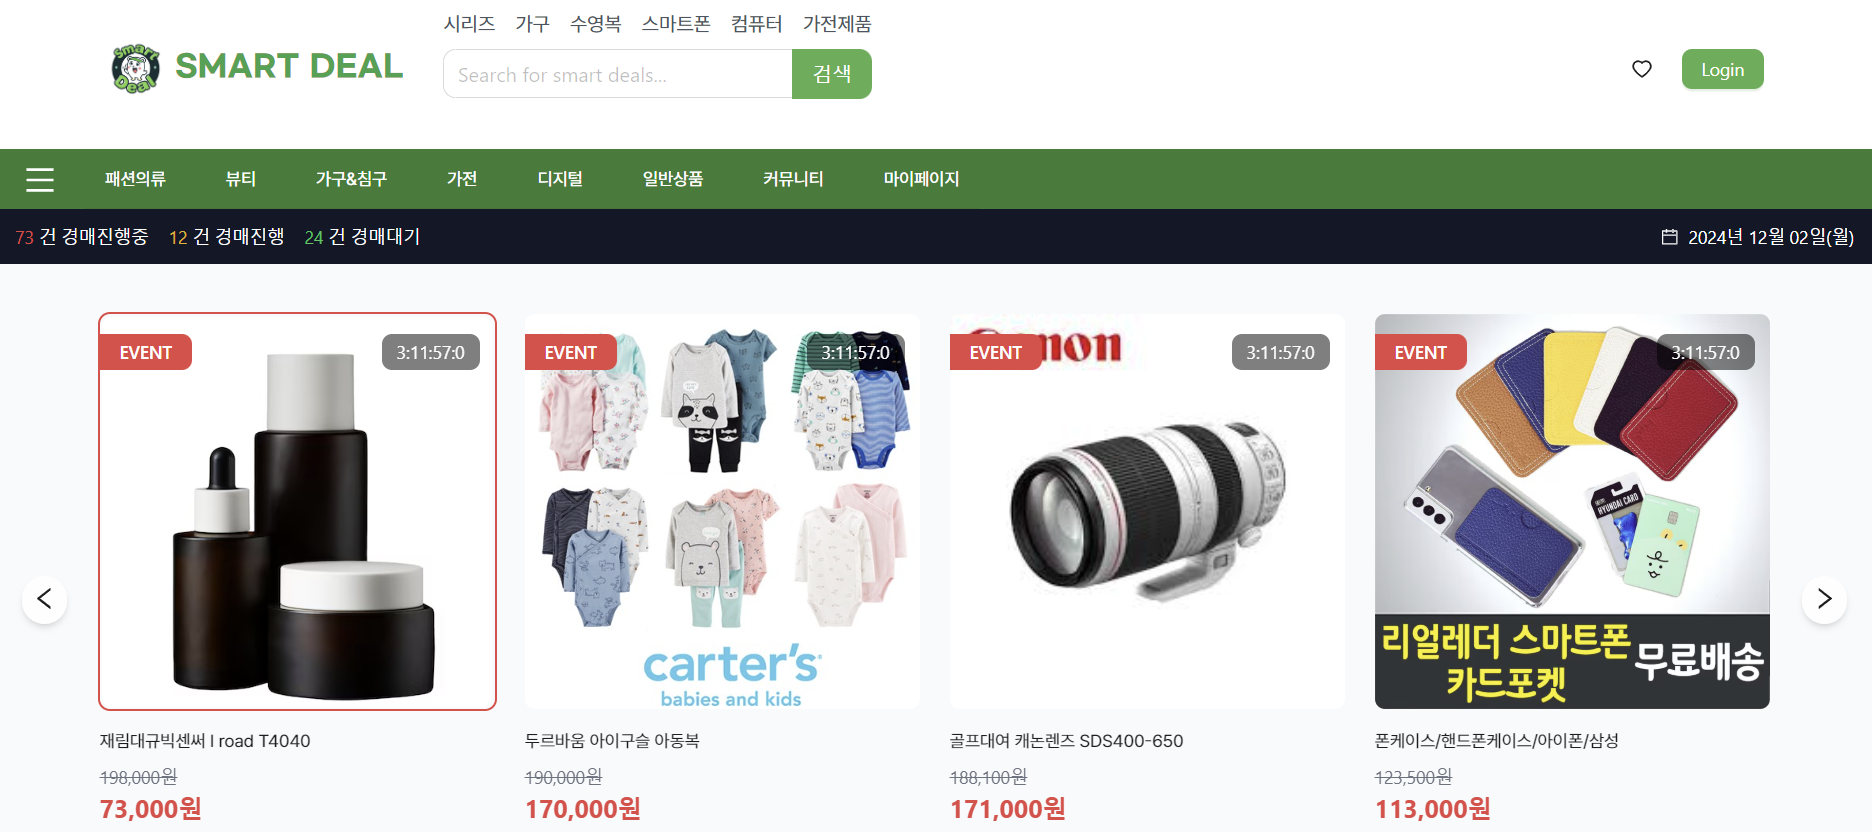 시리즈 가구 수영복 스마트폰 컴퓨터 가전제품
Smart
Deal
SMART DEAL
Search for smart deals...
검색
Login
패션의류 뷰티 가구&침구 가전 디지털 일반상품 커뮤니티 마이페이지
73 건 경매진행중 12 건 경매진행 24 건 경매대기
2024년 12월 02일(월)
EVENT 3:11:57:0
EVENT 3:11:57:0
EVENT 3:11:57:0
EVENT 3:11:57:0
non
HYUNDAI CARD
carter's
babies and kids
리얼레더 스마트폰
카드포켓
무료배송
재림대규빅센써 I road T4040
198,000원
73,000원
두르바움 아이구슬 아동복
190,000원
170,000원
골프대여 캐논렌즈 SDS400-650
188,100원
171,000원
폰케이스/핸드폰케이스/아이폰/삼성
123,500원
113,000원